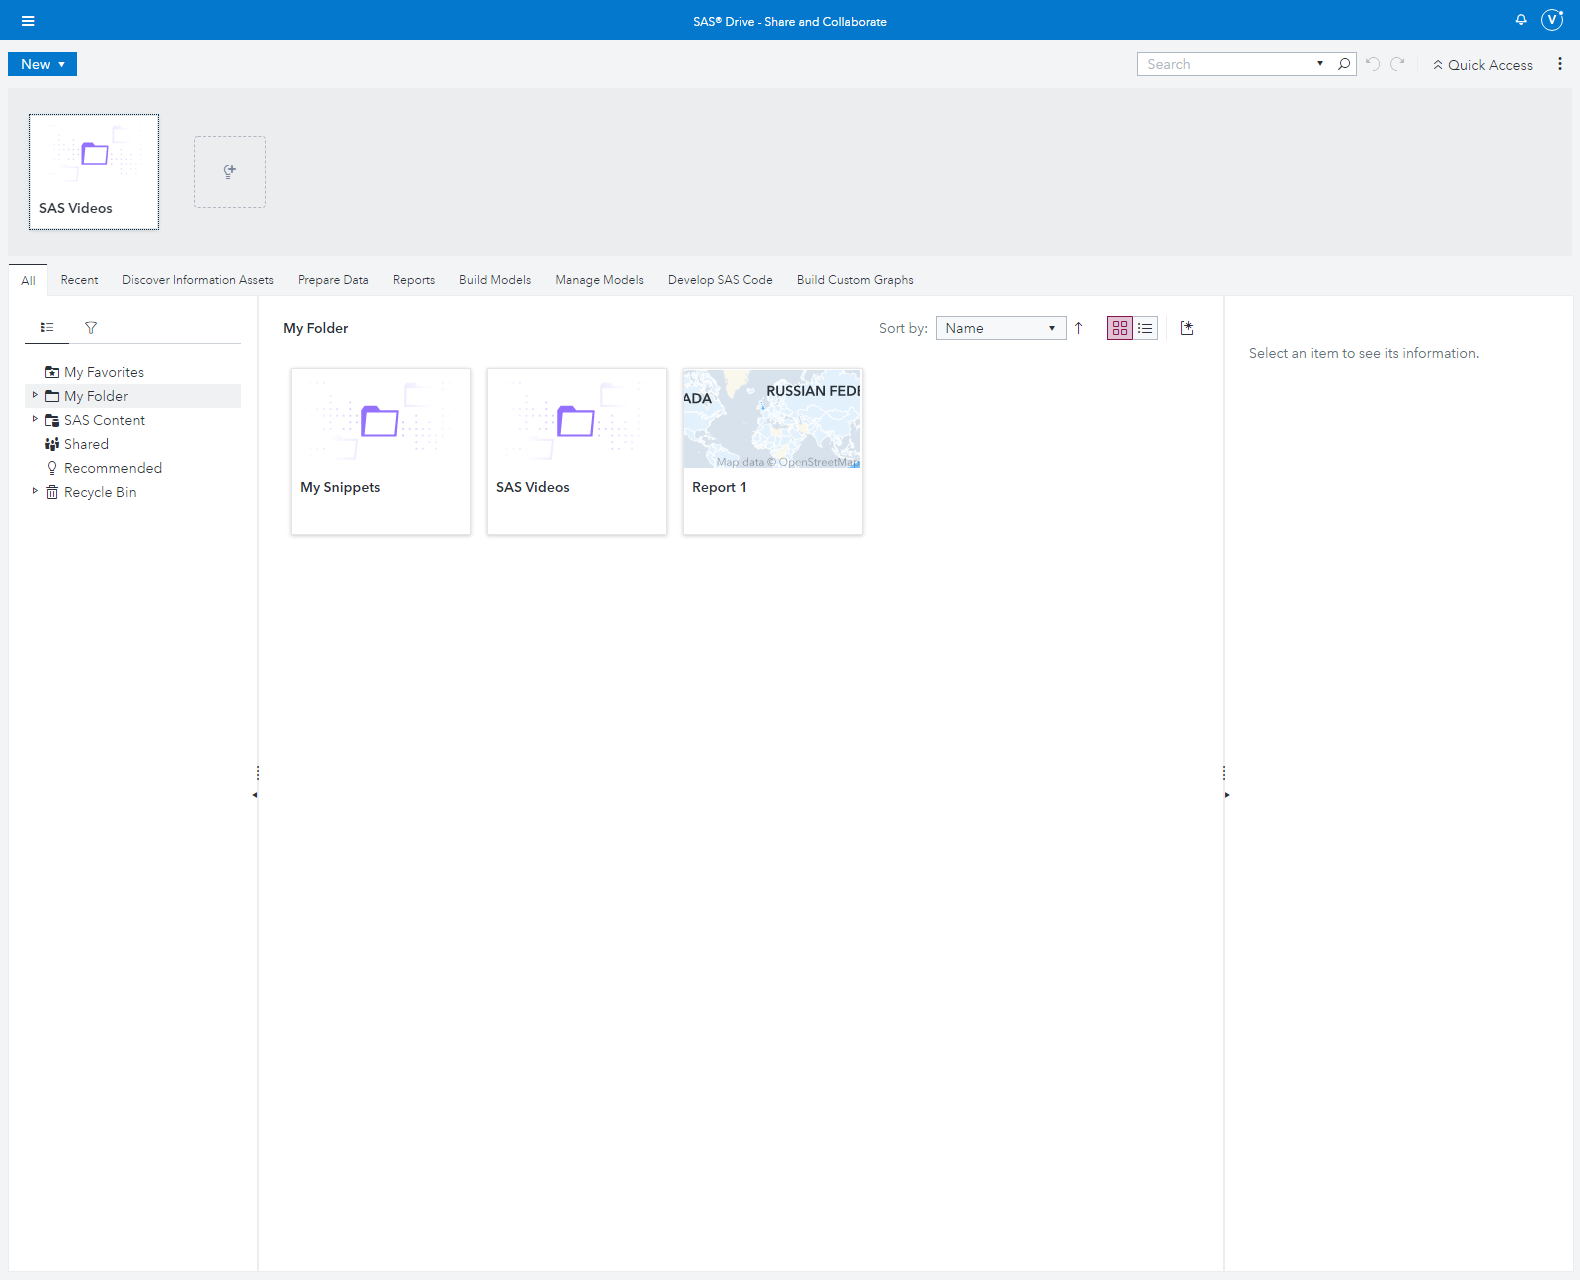 SAS® Drive - Share and Collaborate
V
New
Search
Quick Access
SAS Videos
All
Recent
Discover Information Assets
Prepare Data
Reports
Build Models
Manage Models
Develop SAS Code
Build Custom Graphs
My Favorites
My Folder
SAS Content
Shared
Recommended
Recycle Bin
My Folder
Sort by:
Name
ADA
RUSSIAN FEDE
Map data © OpenStreetMap
My Snippets
SAS Videos
Report 1
Select an item to see its information.